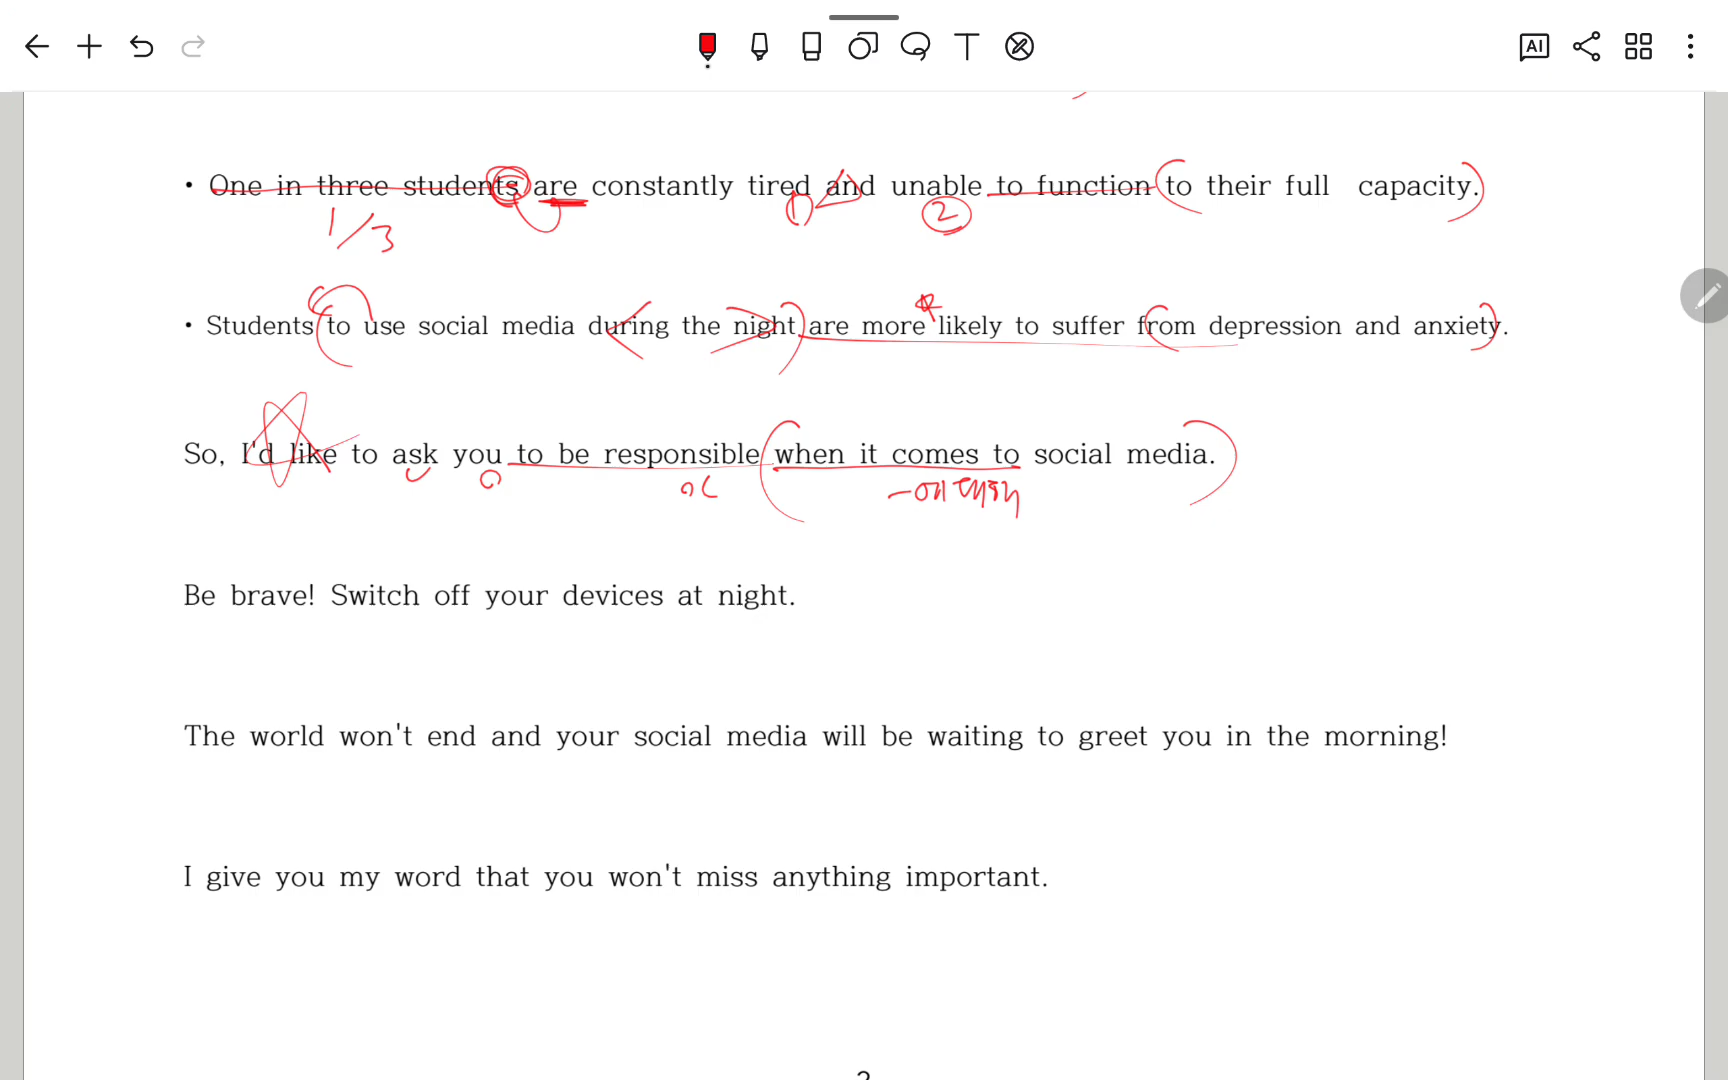 AI
• One in three students are constantly tired and unable to function to their full capacity.
1/3 ① ②
• Students to use social media during the night are more likely to suffer from depression and anxiety.
So, I'd like to ask you to be responsible when it comes to social media.
~에 대해
Be brave! Switch off your devices at night.
The world won't end and your social media will be waiting to greet you in the morning!
I give you my word that you won't miss anything important.